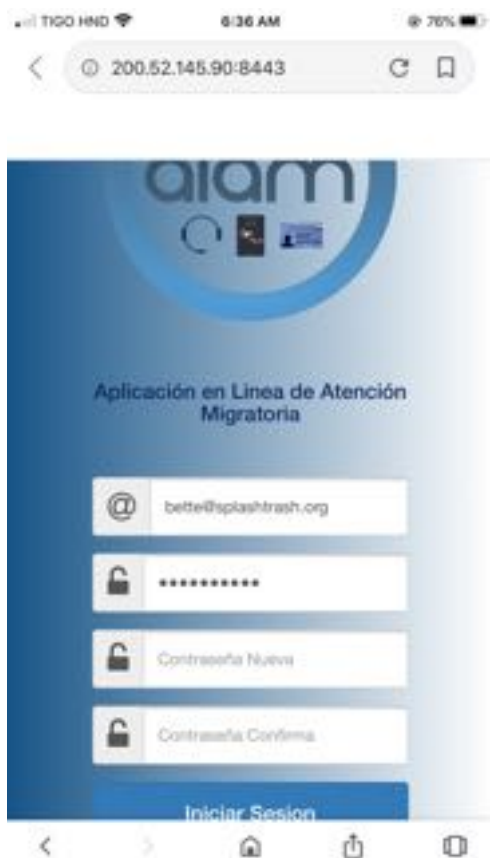 TIGO HND 6:36 AM 76%
200.52.145.90:8443
alam
Aplicación en Linea de Atención
Migratoria
@ bette@splashtrash.org
••••••••••
Contraseña Nueva
Contraseña Confirma
Iniciar Sesion